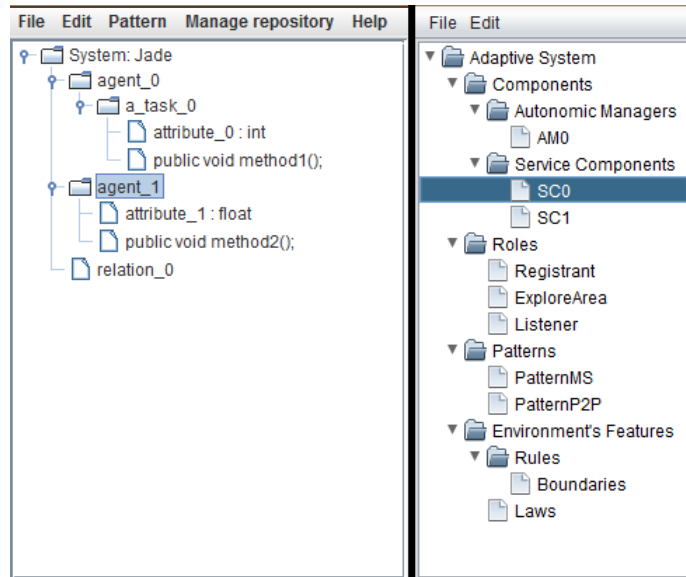 File Edit Pattern Manage repository Help
System: Jade
agent_0
a_task_0
attribute_0 : int
public void method1();
agent_1
attribute_1 : float
public void method2();
relation_0
File Edit
Adaptive System
Components
Autonomic Managers
AM0
Service Components
SC0
SC1
Roles
Registrant
ExploreArea
Listener
Patterns
PatternMS
PatternP2P
Environment's Features
Rules
Boundaries
Laws